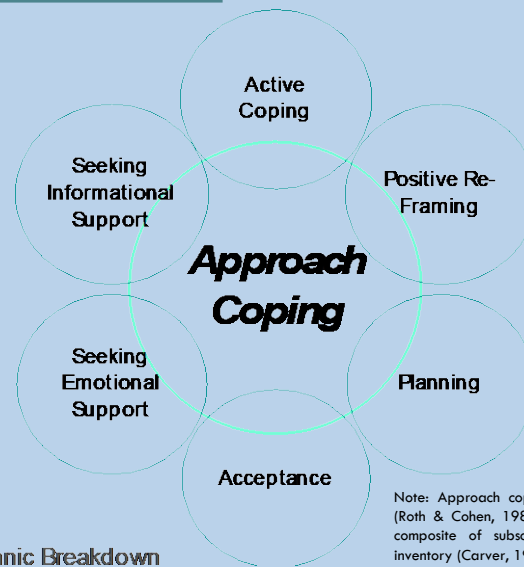 Active
Coping
Seeking
Informational
Support
Positive Re-
Framing
Approach
Coping
Seeking
Emotional
Support
Planning
Acceptance
Note: Approach
(Roth & Cohen,
composite of
inventory (Carver,
Breakdown